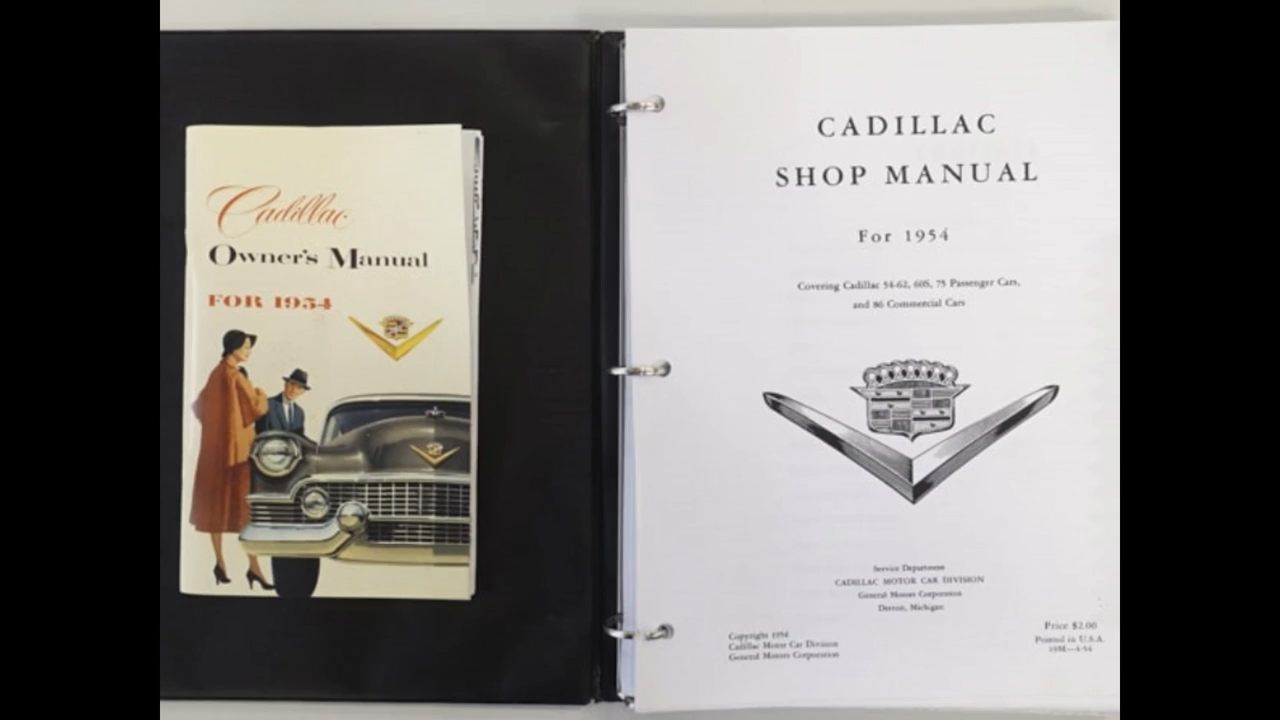 Cadillac
Owner's Manual
FOR 1954
CADILLAC
SHOP MANUAL
For 1954
Covering Cadillac 54-62, 60S, 75 Passenger Cars,
and 86 Commercial Cars
Service Department
CADILLAC MOTOR CAR DIVISION
General Motors Corporation
Detroit, Michigan
Copyright 1954
Cadillac Motor Car Division
General Motors Corporation
Price $2.00
Printed in U.S.A.